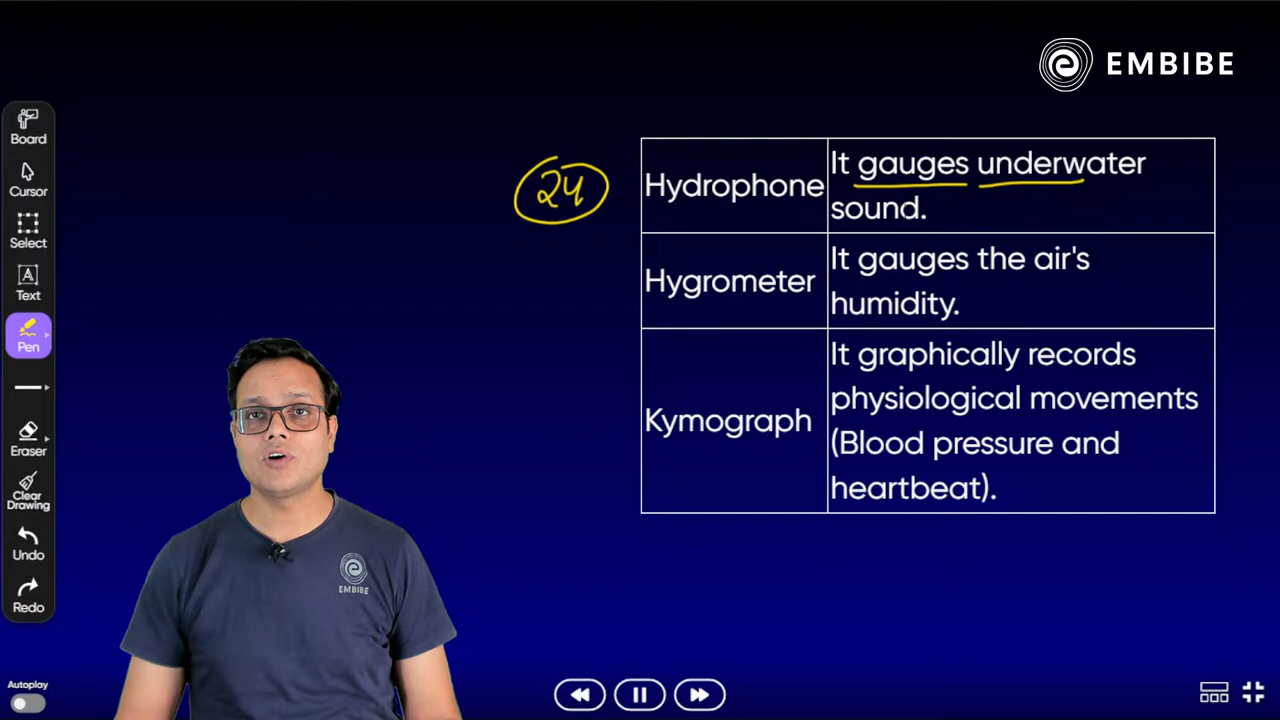 EMBIBE
Board
Cursor
Select
Text
Pen
Eraser
Clear
Drawing
Undo
Redo
Autoplay
24
Hydrophone
It gauges underwater
sound.
Hygrometer
It gauges the air's
humidity.
Kymograph
It graphically records
physiological movements
(Blood pressure and
heartbeat).
EMBIBE